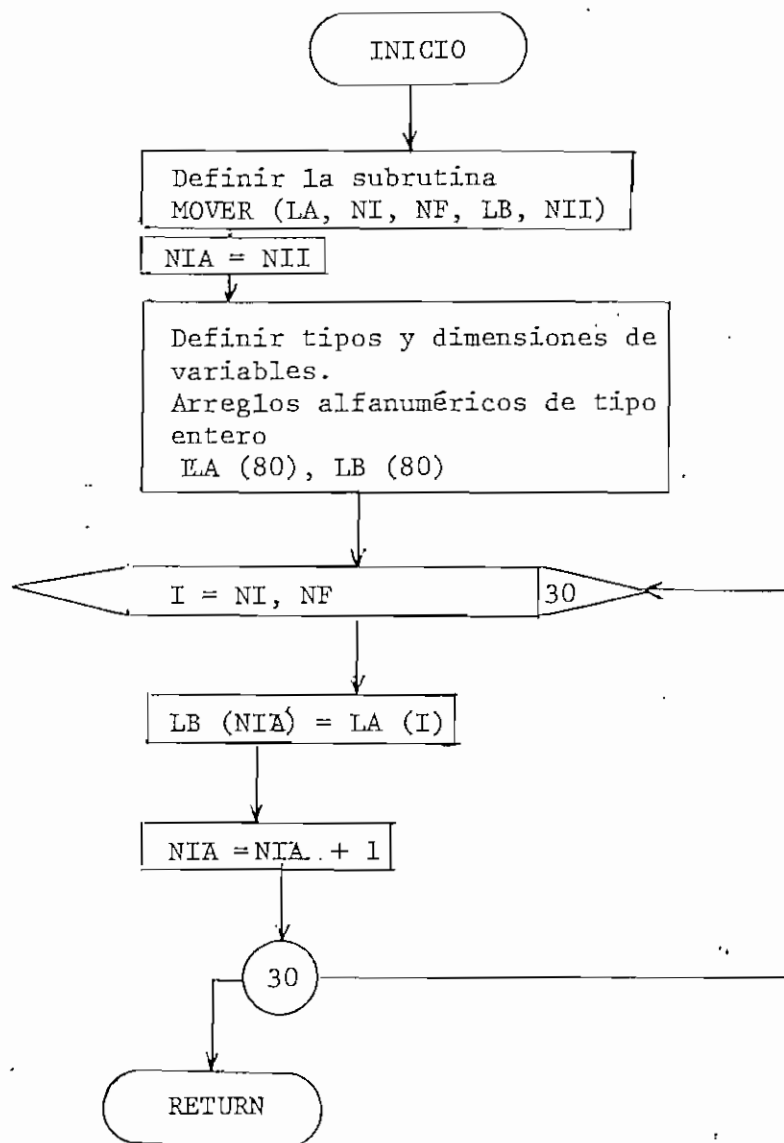 INICIO
Definir la subrutina
MOVER (LA, NI, NF, LB, NII)
NIA = NII
Definir tipos y dimensiones de
variables.
Arreglos alfanuméricos de tipo
entero
LA (80), LB (80)
I = NI, NF
30
LB (NIA) = LA (I)
NIA = NIA + 1
30
RETURN